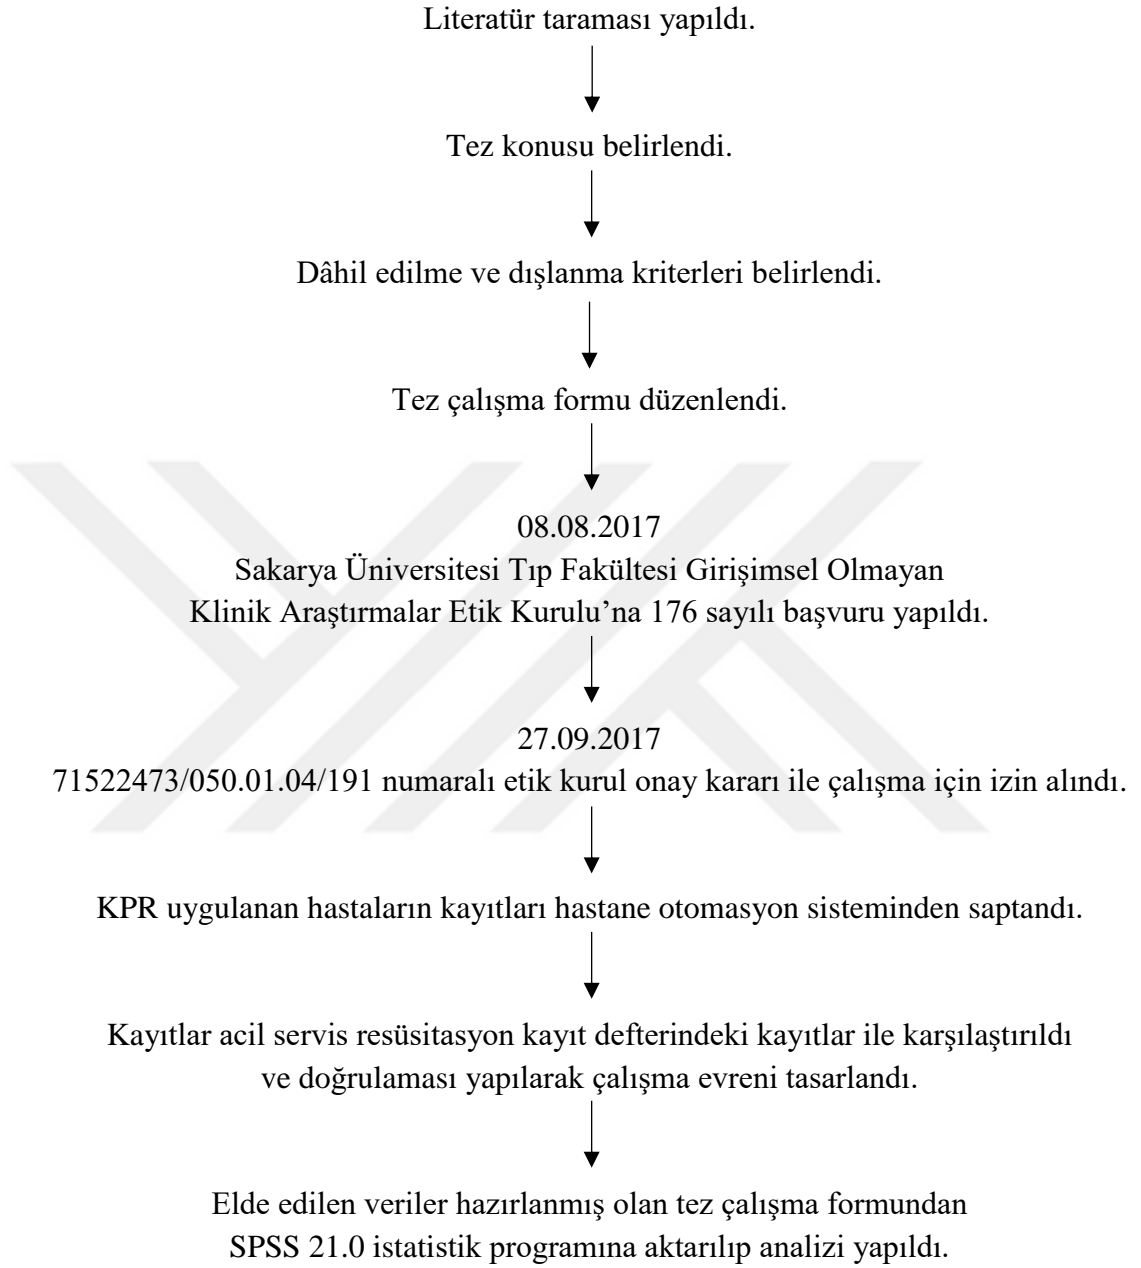 Literatür taraması yapıldı.
Tez konusu belirlendi.
Dâhil edilme ve dışlanma kriterleri belirlendi.
Tez çalışma formu düzenlendi.
08.08.2017
Sakarya Üniversitesi Tıp Fakültesi Girişimsel Olmayan
Klinik Araştırmalar Etik Kurulu’na 176 sayılı başvuru yapıldı.
27.09.2017
71522473/050.01.04/191 numaralı etik kurul onay kararı ile çalışma için izin alındı.
KPR uygulanan hastaların kayıtları hastane otomasyon sisteminden saptandı.
Kayıtlar acil servis resüsitasyon kayıt defterindeki kayıtlar ile karşılaştırıldı
ve doğrulaması yapılarak çalışma evreni tasarlandı.
Elde edilen veriler hazırlanmış olan tez çalışma formundan
SPSS 21.0 istatistik programına aktarılıp analizi yapıldı.